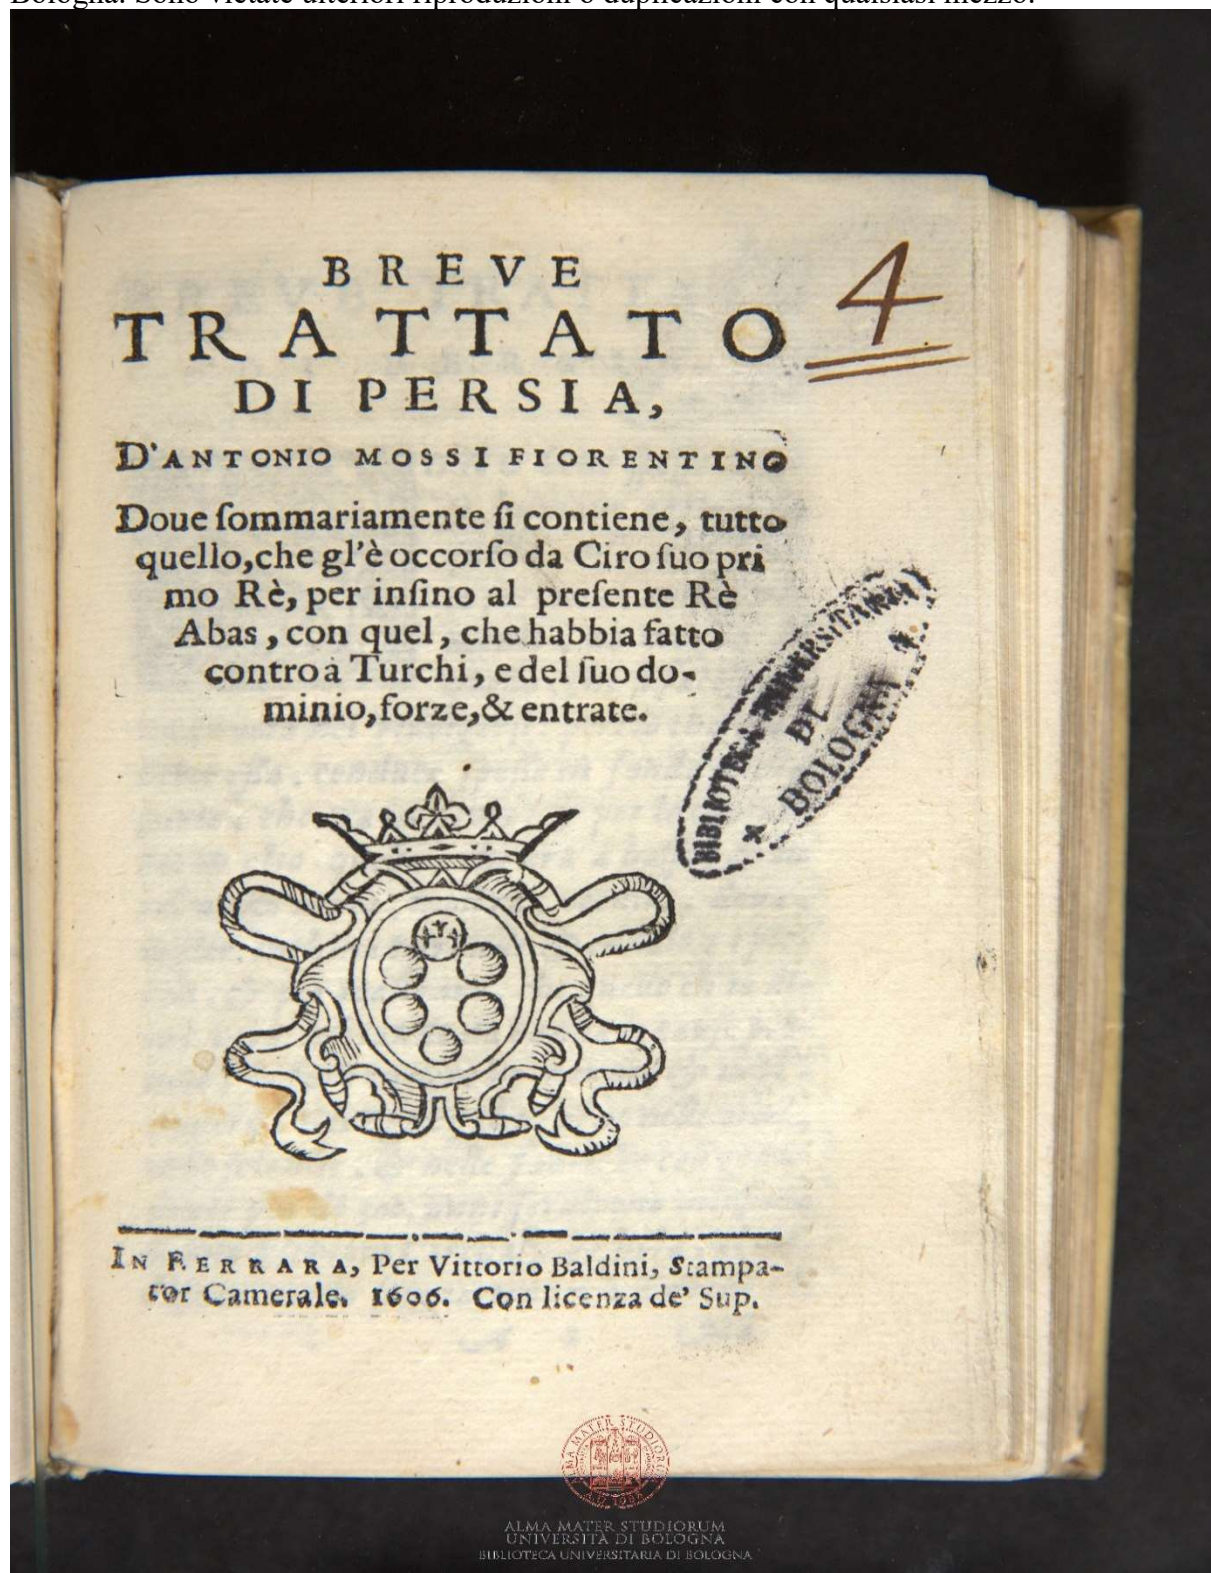 Bologna. Sono vietate ulteriori riproduzioni o duplicazioni con qualsiasi mezzo.
BREVE
TRATTATO
4
DI PERSIA,
D'ANTONIO MOSSI FIORENTINO
Doue ſommariamente ſi contiene, tutto
quello, che gl'è occorſo da Ciro ſuo pri
mo Rè, per inſino al preſente Rè
Abas, con quel, che habbia fatto
contro à Turchi, e del ſuo do-
minio, forze, & entrate.
BIBLIOTECA UNIVERSITARIA
DI
BOLOGNA
IN FERRARA, Per Vittorio Baldini, Stampa-
tor Camerale. 1606. Con licenza de' Sup.
ALMA MATER STUDIORUM
A.D. 1088
ALMA MATER STUDIORUM
UNIVERSITÀ DI BOLOGNA
BIBLIOTECA UNIVERSITARIA DI BOLOGNA